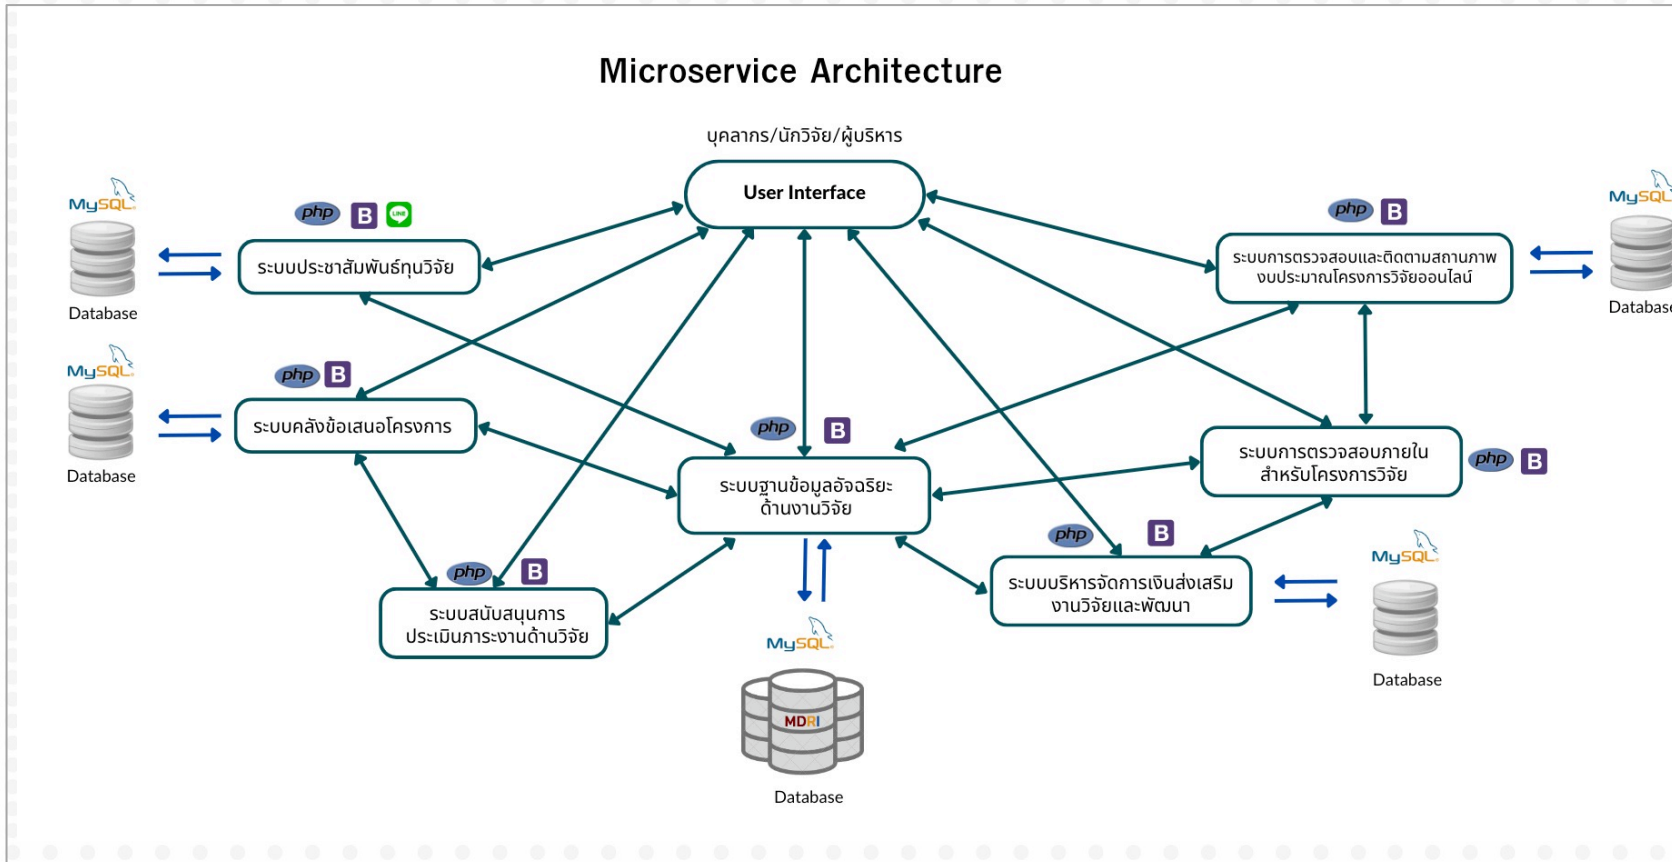 Microservice Architecture
บุคลากร/นักวิจัย/ผู้บริหาร
User Interface
MySQL
php B LINE
ระบบประชาสัมพันธ์ทุนวิจัย
Database
php B
ระบบการตรวจสอบและติดตามสถานภาพ
งบประมาณโครงการวิจัยออนไลน์
MySQL
Database
MySQL
php B
ระบบคลังข้อเสนอโครงการ
Database
php B
ระบบฐานข้อมูลอัจฉริยะ
ด้านงานวิจัย
ระบบการตรวจสอบภายใน
สำหรับโครงการวิจัย
php B
php B
ระบบสนับสนุนการ
ประเมินภาระงานด้านวิจัย
php B
ระบบบริหารจัดการเงินส่งเสริม
งานวิจัยและพัฒนา
MySQL
Database
MySQL
MDRI
Database